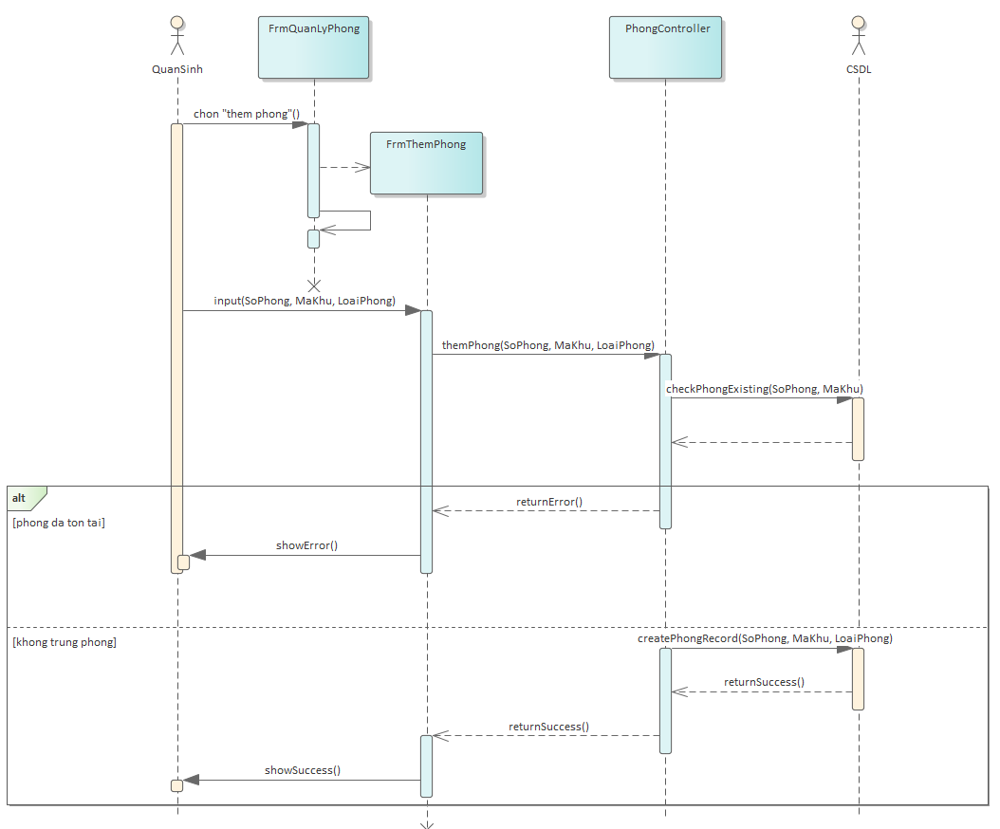 FrmQuanLyPhong
PhongController
QuanSinh
CSDL
chon "them phong"()
FrmThemPhong
input(SoPhong, MaKhu, LoaiPhong)
themPhong(SoPhong, MaKhu, LoaiPhong)
checkPhongExisting(SoPhong, MaKhu)
alt
returnError()
[phong da ton tai]
showError()
[khong trung phong]
createPhongRecord(SoPhong, MaKhu, LoaiPhong)
returnSuccess()
returnSuccess()
showSuccess()